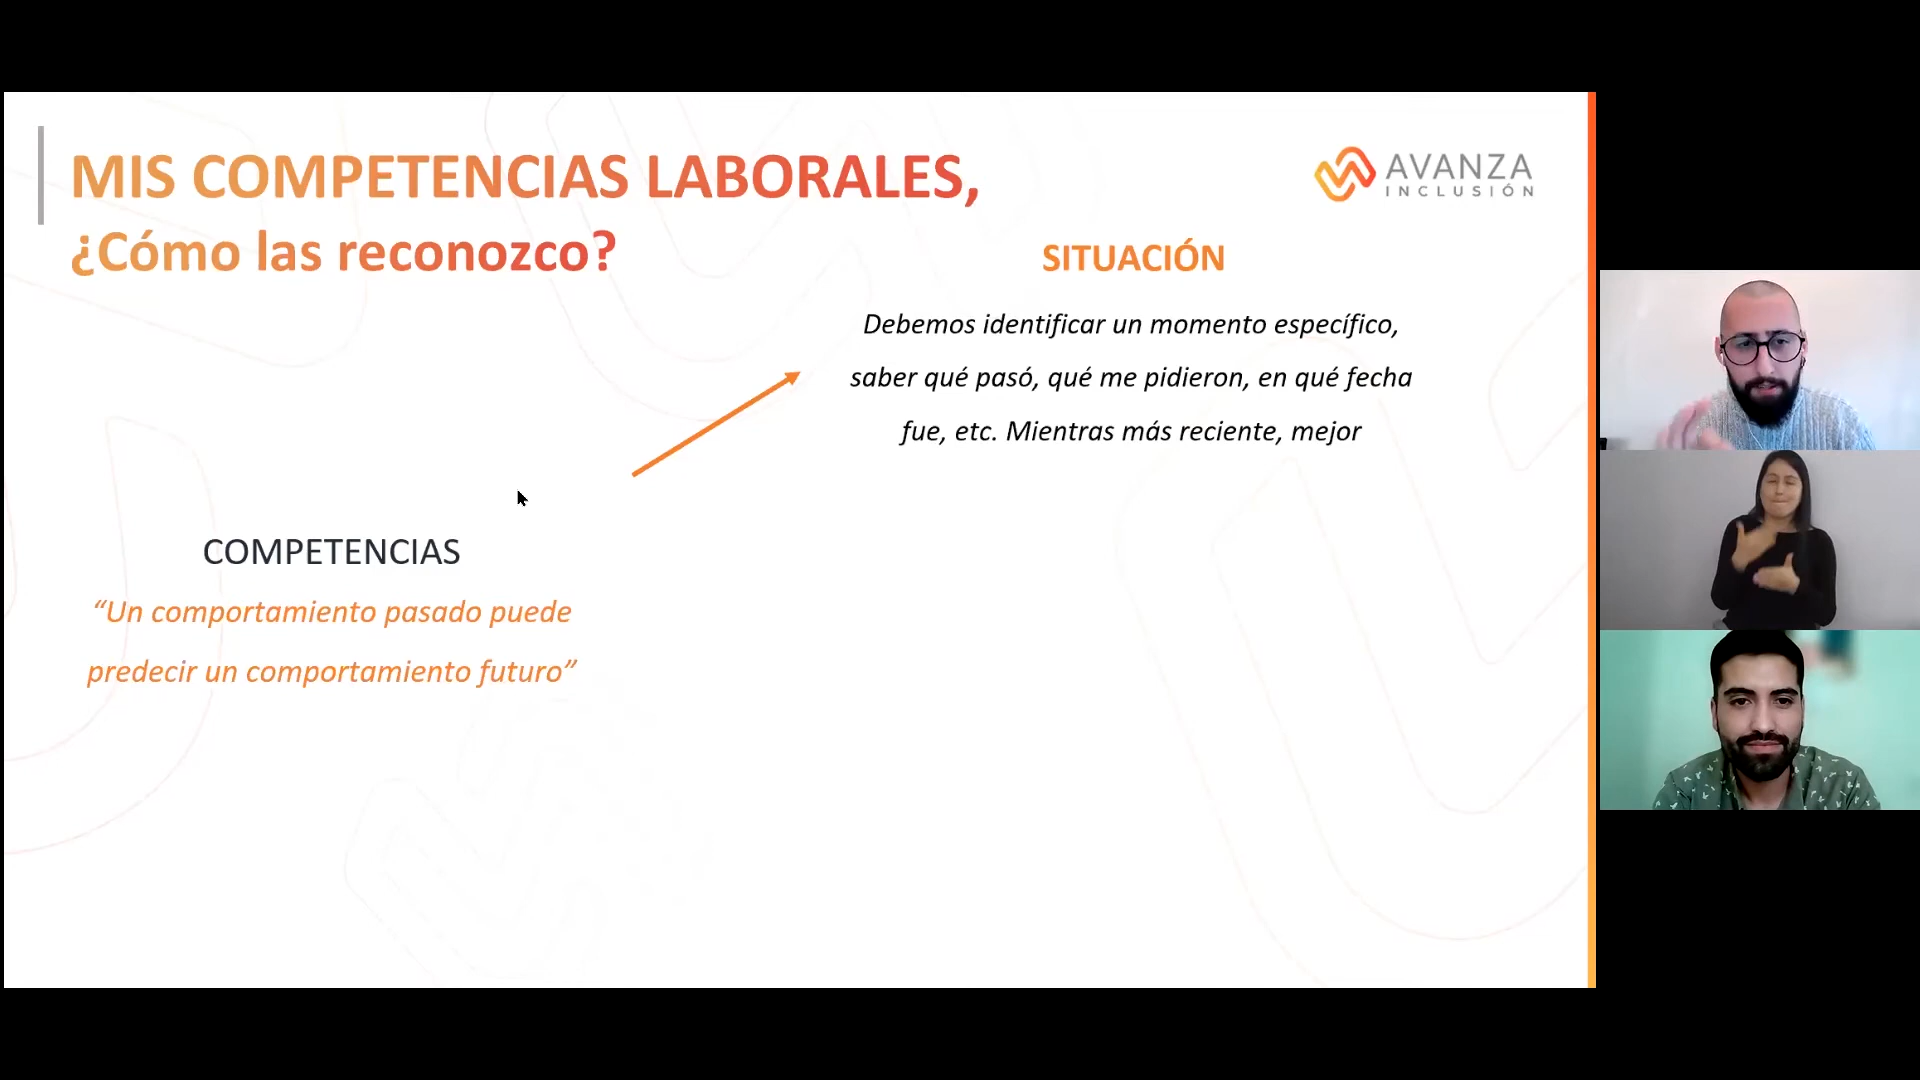 MIS COMPETENCIAS LABORALES,
¿Cómo las reconozco?
AVANZA
INCLUSIÓN
SITUACIÓN
Debemos identificar un momento específico,
saber qué pasó, qué me pidieron, en qué fecha
fue, etc. Mientras más reciente, mejor
COMPETENCIAS
“Un comportamiento pasado puede
predecir un comportamiento futuro”